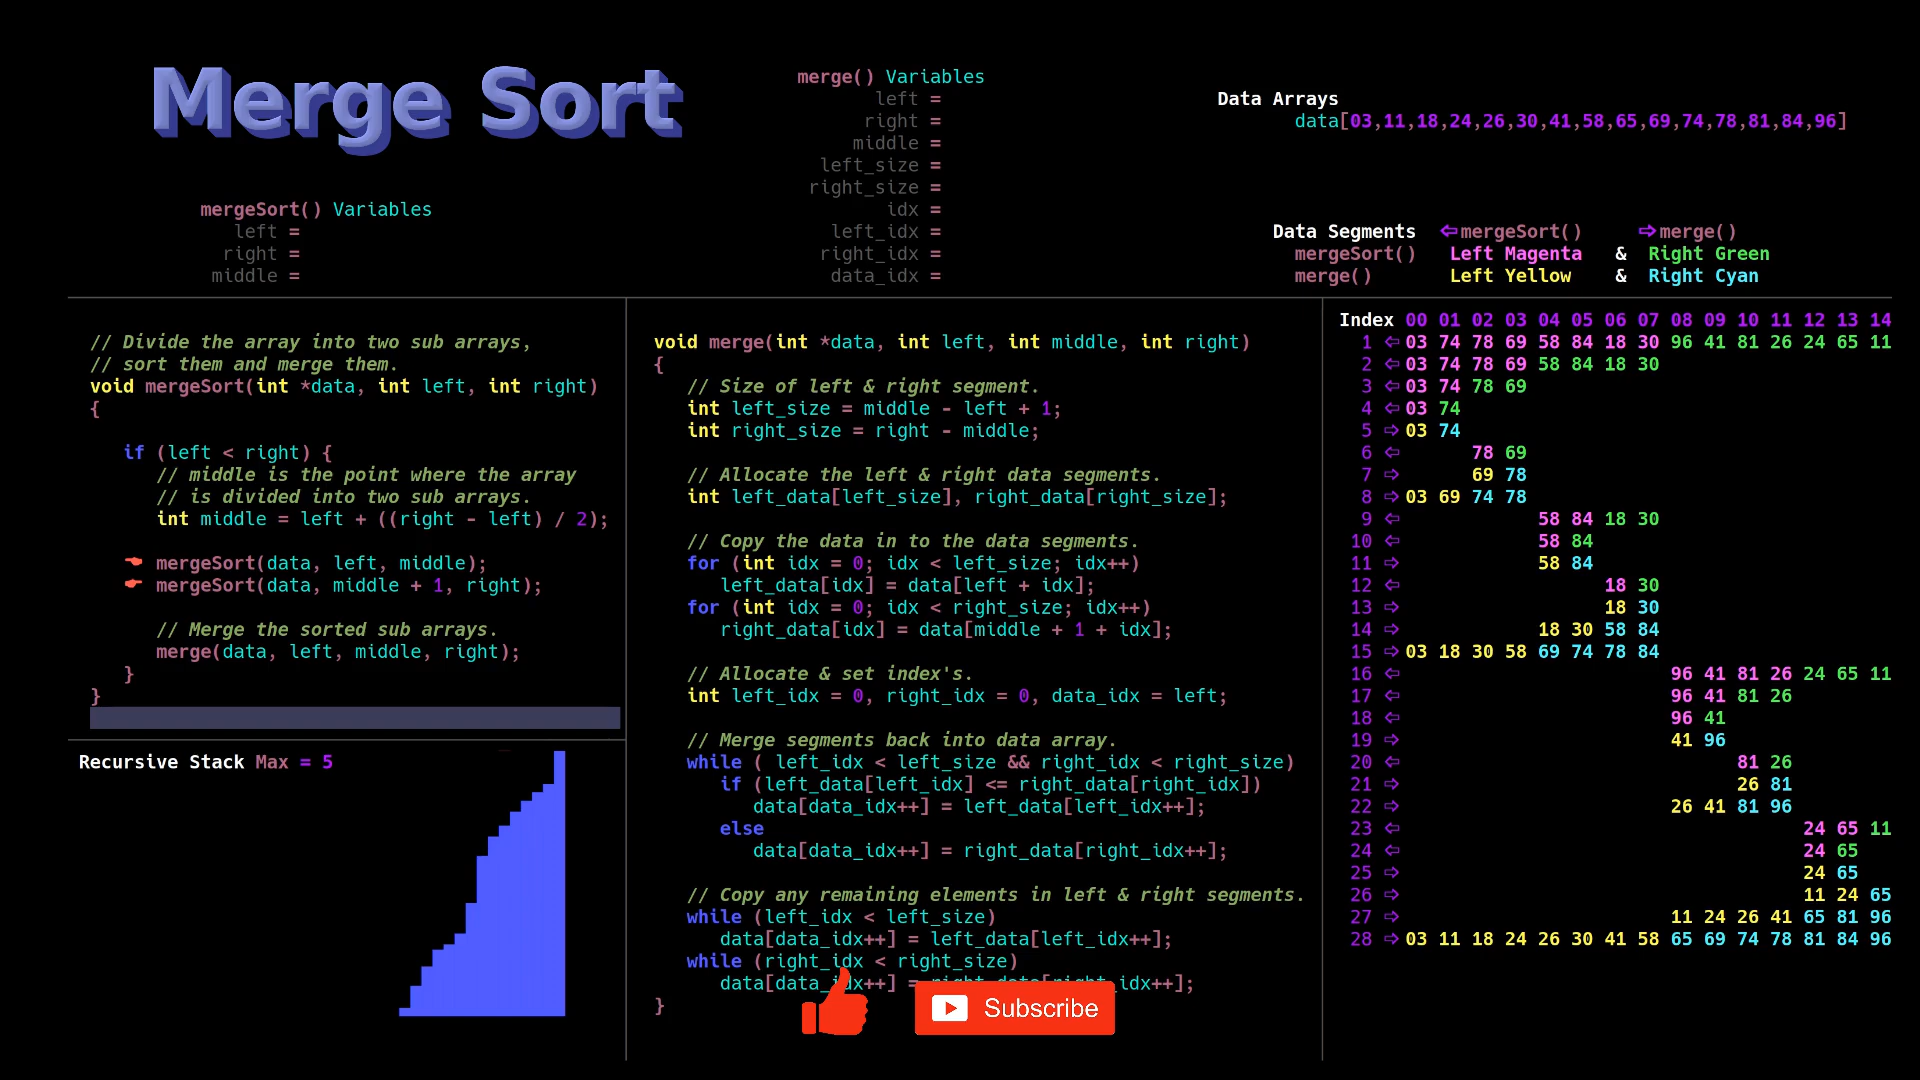 Merge Sort
mergeSort() Variables
left =
right =
middle =
merge() Variables
left =
right =
middle =
left_size =
right_size =
idx =
left_idx =
right_idx =
data_idx =
Data Arrays
data[03,11,18,24,26,30,41,58,65,69,74,78,81,84,96]
Data Segments ⇦mergeSort() ⇨merge()
mergeSort() Left Magenta & Right Green
merge() Left Yellow & Right Cyan
// Divide the array into two sub arrays,
// sort them and merge them.
void mergeSort(int *data, int left, int right)
{
if (left < right) {
// middle is the point where the array
// is divided into two sub arrays.
int middle = left + ((right - left) / 2);
mergeSort(data, left, middle);
mergeSort(data, middle + 1, right);
// Merge the sorted sub arrays.
merge(data, left, middle, right);
}
}
Recursive Stack Max = 5
void merge(int *data, int left, int middle, int right)
{
// Size of left & right segment.
int left_size = middle - left + 1;
int right_size = right - middle;
// Allocate the left & right data segments.
int left_data[left_size], right_data[right_size];
// Copy the data in to the data segments.
for (int idx = 0; idx < left_size; idx++)
left_data[idx] = data[left + idx];
for (int idx = 0; idx < right_size; idx++)
right_data[idx] = data[middle + 1 + idx];
// Allocate & set index's.
int left_idx = 0, right_idx = 0, data_idx = left;
// Merge segments back into data array.
while ( left_idx < left_size && right_idx < right_size)
if (left_data[left_idx] <= right_data[right_idx])
data[data_idx++] = left_data[left_idx++];
else
data[data_idx++] = right_data[right_idx++];
// Copy any remaining elements in left & right segments.
while (left_idx < left_size)
data[data_idx++] = left_data[left_idx++];
while (right_idx < right_size)
data[data_idx++] = right_data[right_idx++];
}
Subscribe
Index 00 01 02 03 04 05 06 07 08 09 10 11 12 13 14
1 ⇦03 74 78 69 58 84 18 30 96 41 81 26 24 65 11
2 ⇦03 74 78 69 58 84 18 30
3 ⇦03 74 78 69
4 ⇦03 74
5 ⇨03 74
6 ⇦ 78 69
7 ⇨ 69 78
8 ⇨03 69 74 78
9 ⇦ 58 84 18 30
10 ⇦ 58 84
11 ⇨ 58 84
12 ⇦ 18 30
13 ⇨ 18 30
14 ⇨ 18 30 58 84
15 ⇨03 18 30 58 69 74 78 84
16 ⇦ 96 41 81 26 24 65 11
17 ⇦ 96 41 81 26
18 ⇦ 96 41
19 ⇨ 41 96
20 ⇦ 81 26
21 ⇨ 26 81
22 ⇨ 26 41 81 96
23 ⇦ 24 65 11
24 ⇦ 24 65
25 ⇨ 24 65
26 ⇨ 11 24 65
27 ⇨ 11 24 26 41 65 81 96
28 ⇨03 11 18 24 26 30 41 58 65 69 74 78 81 84 96